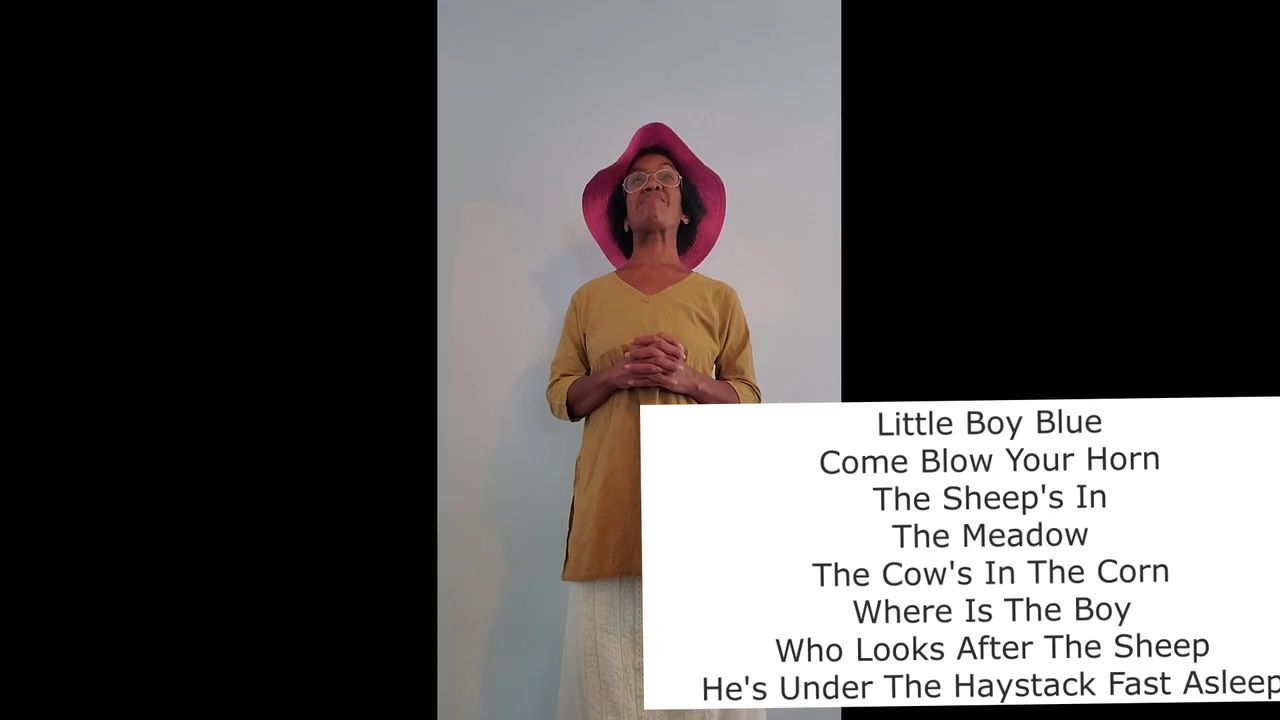 Little Boy Blue
Come Blow Your Horn
The Sheep's In
The Meadow
The Cow's In The Corn
Where Is The Boy
Who Looks After The Sheep
He's Under The Haystack Fast Asleep